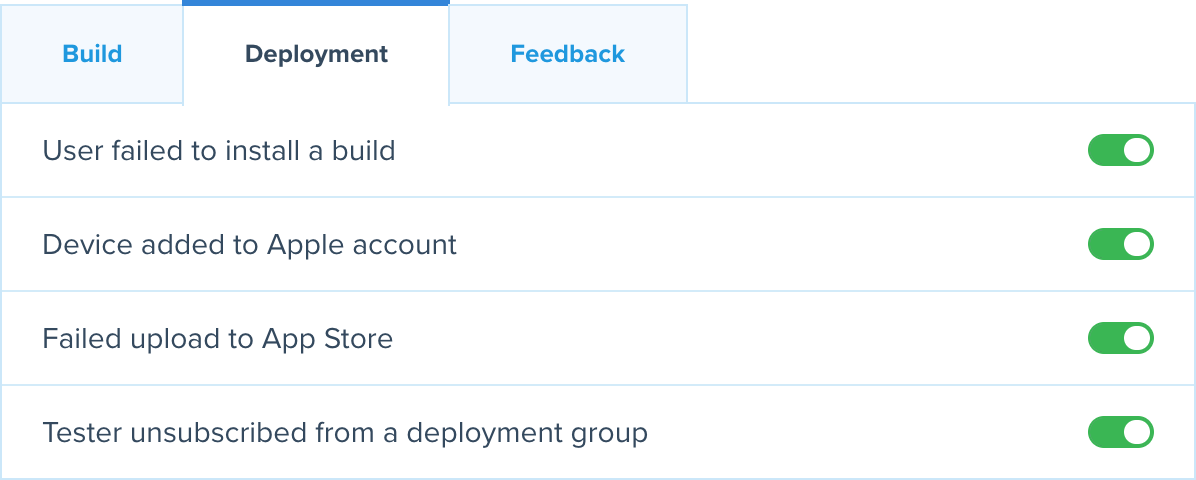 Build
Deployment
Feedback
User failed to install a build
Device added to Apple account
Failed upload to App Store
Tester unsubscribed from a deployment group